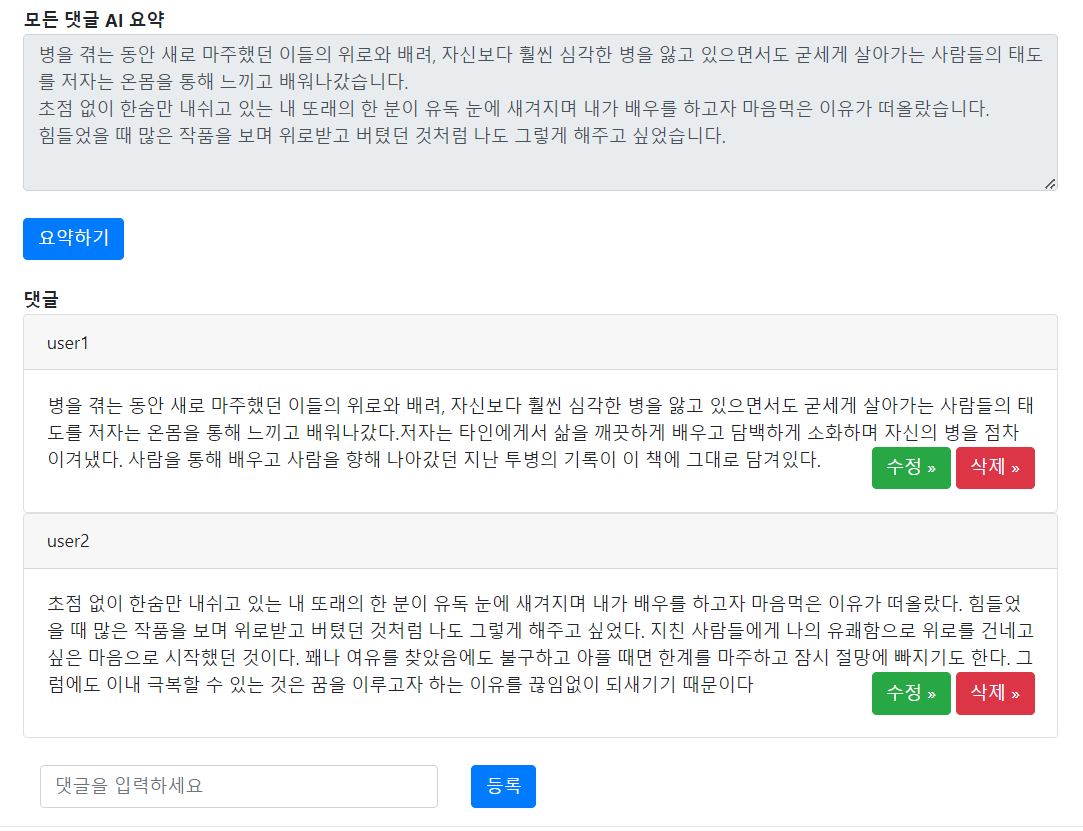 모든 댓글 AI 요약
병을 겪는 동안 새로 마주했던 이들의 위로와 배려, 자신보다 훨씬 심각한 병을 앓고 있으면서도 굳세게 살아가는 사람들의 태도
를 저자는 온몸을 통해 느끼고 배워나갔습니다.
초점 없이 한숨만 내쉬고 있는 내 또래의 한 분이 유독 눈에 새겨지며 내가 배우를 하고자 마음먹은 이유가 떠올랐습니다.
힘들었을 때 많은 작품을 보며 위로받고 버텼던 것처럼 나도 그렇게 해주고 싶었습니다.
요약하기
댓글
user1
병을 겪는 동안 새로 마주했던 이들의 위로와 배려, 자신보다 훨씬 심각한 병을 앓고 있으면서도 굳세게 살아가는 사람들의 태
도를 저자는 온몸을 통해 느끼고 배워나갔다.저자는 타인에게서 삶을 깨끗하게 배우고 담백하게 소화하며 자신의 병을 점차
이겨냈다. 사람을 통해 배우고 사람을 향해 나아갔던 지난 투병의 기록이 이 책에 그대로 담겨있다.
수정 » 삭제 »
user2
초점 없이 한숨만 내쉬고 있는 내 또래의 한 분이 유독 눈에 새겨지며 내가 배우를 하고자 마음먹은 이유가 떠올랐다. 힘들었
을 때 많은 작품을 보며 위로받고 버텼던 것처럼 나도 그렇게 해주고 싶었다. 지친 사람들에게 나의 유쾌함으로 위로를 건네고
싶은 마음으로 시작했던 것이다. 꽤나 여유를 찾았음에도 불구하고 아플 때면 한계를 마주하고 잠시 절망에 빠지기도 한다. 그
럼에도 이내 극복할 수 있는 것은 꿈을 이루고자 하는 이유를 끊임없이 되새기기 때문이다
수정 » 삭제 »
댓글을 입력하세요 등록